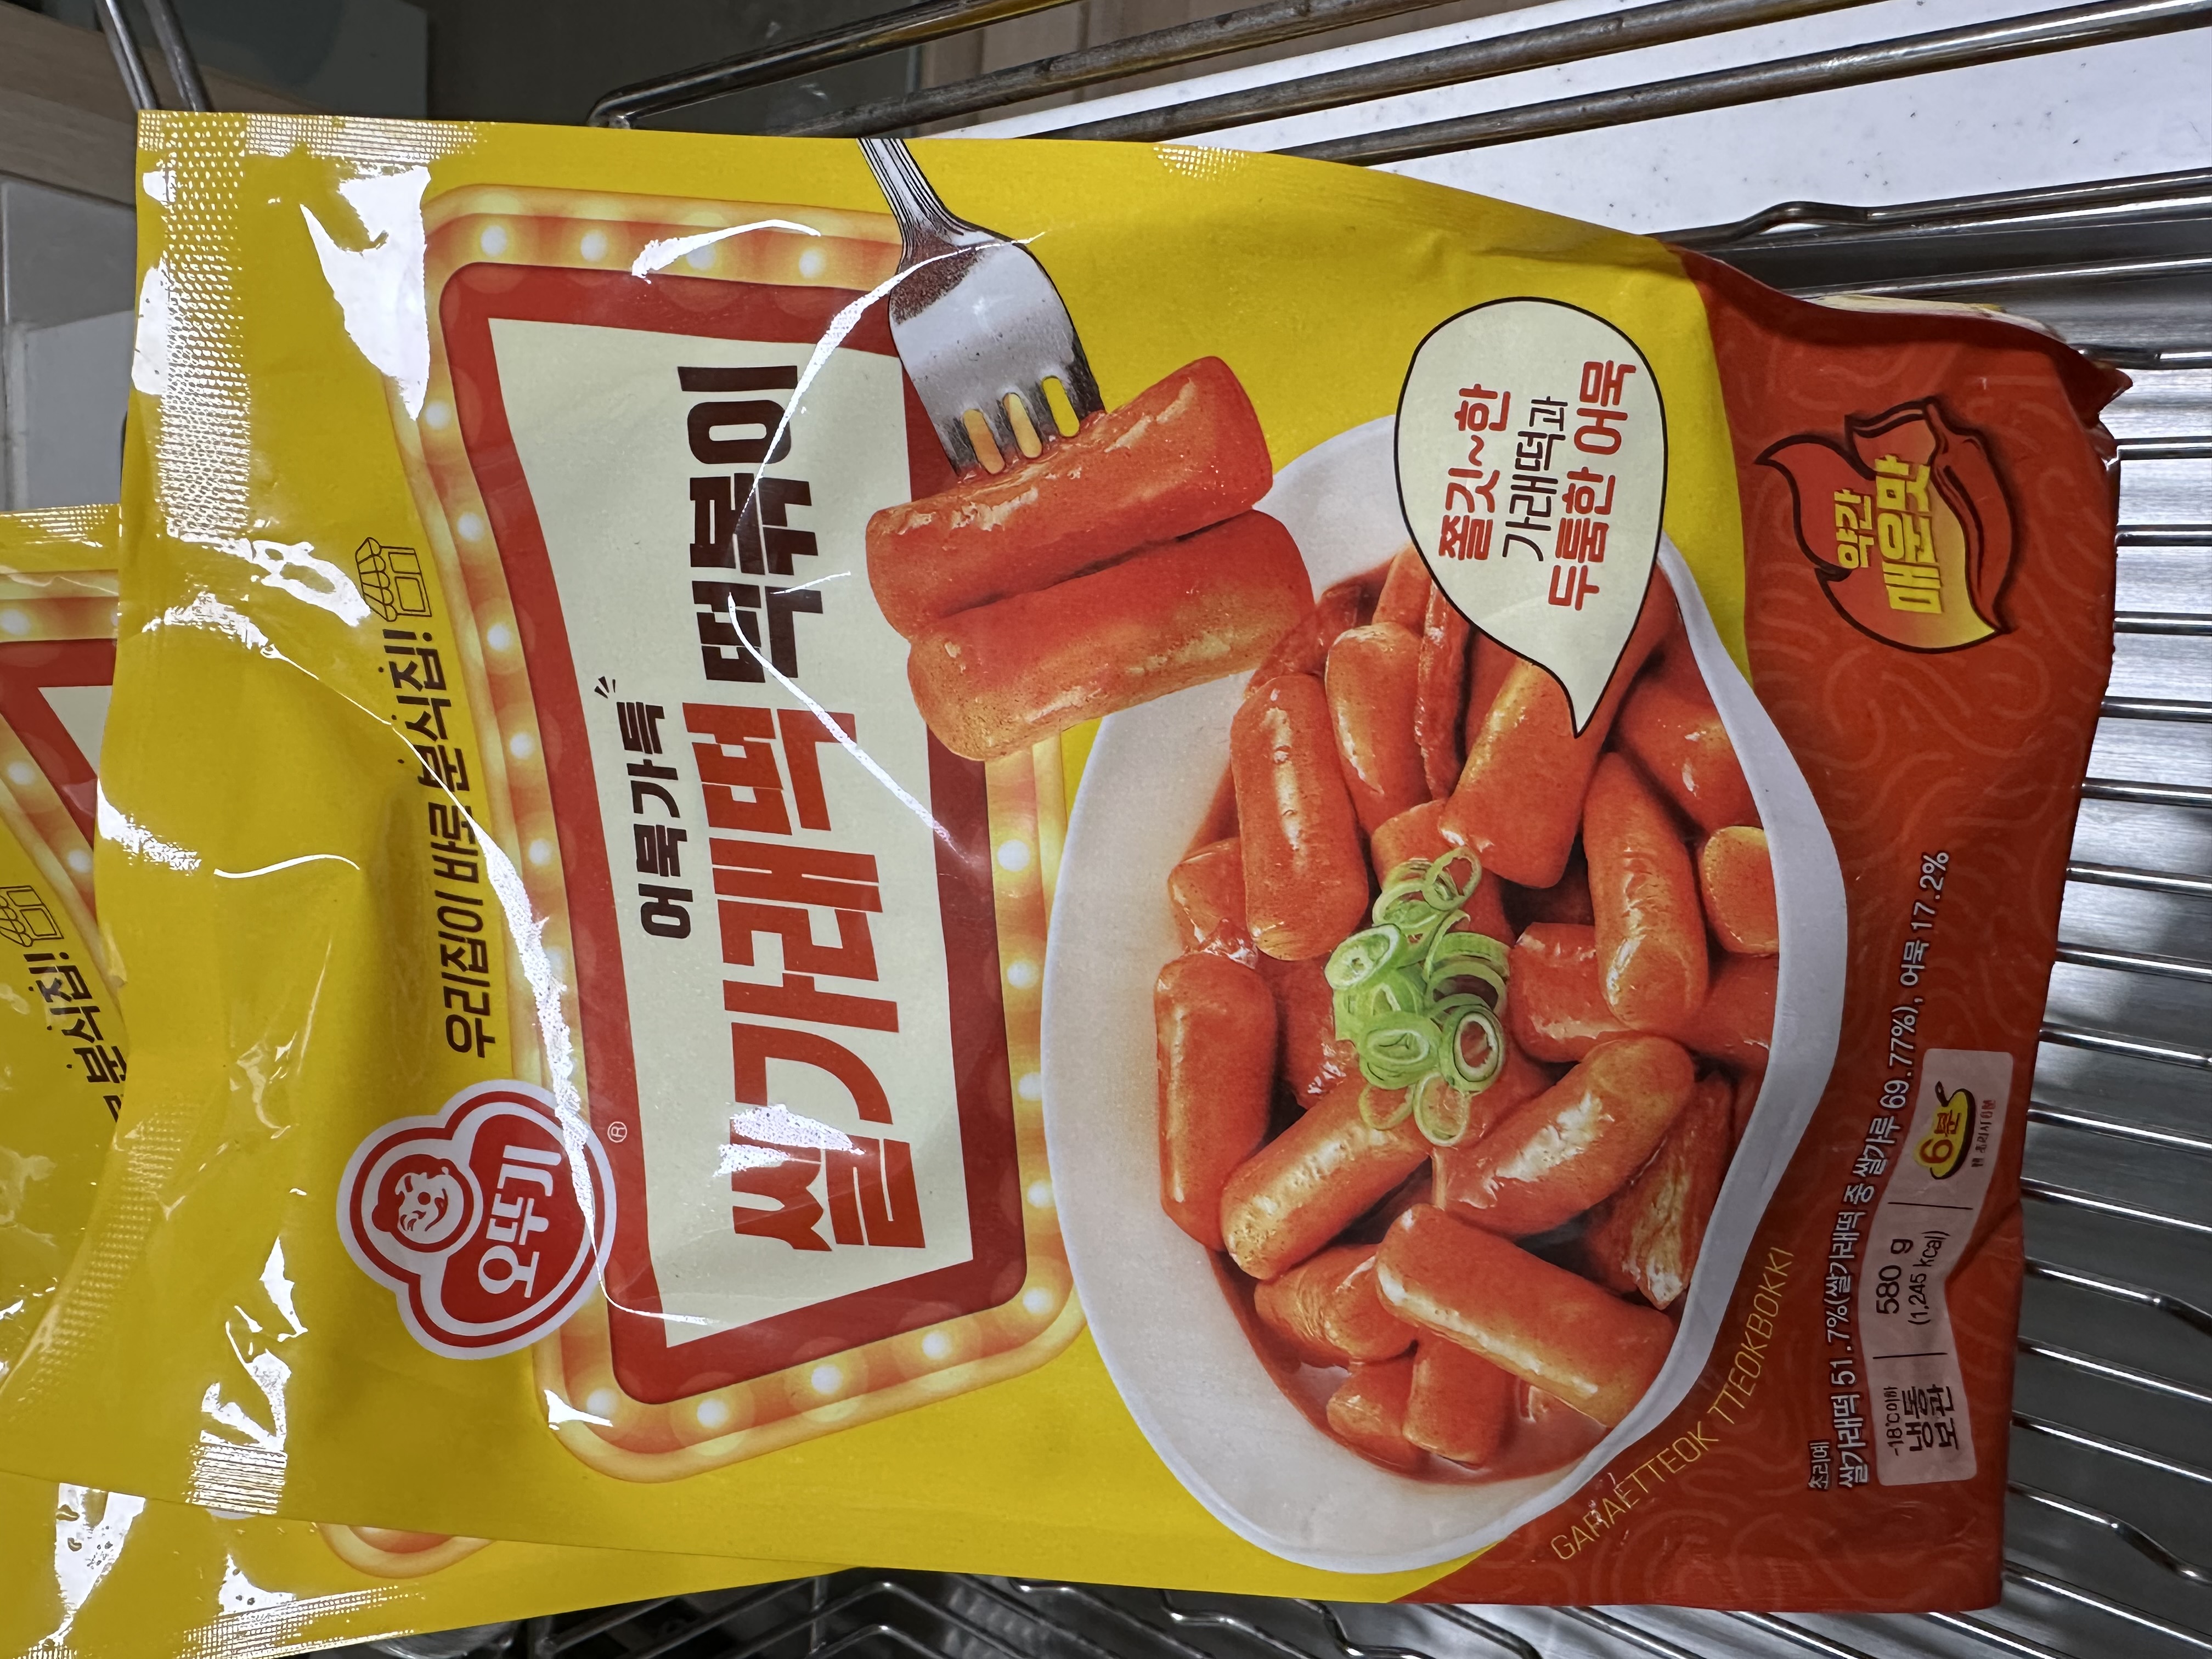 우리집이 바로 분식집!
오뚜기
®
어묵가득
쌀가래떡 떡볶이
쫄깃~한
가래떡과
두툼한 어묵
약간
매운맛
GARAETTEOK TTEOKBOKKI
조리예
쌀가래떡 51.7%(쌀가래떡 중 쌀가루 69.77%), 어묵 17.2%
-18℃이하
냉동
보관
580 g
(1,245 kcal)
6분
분식집!